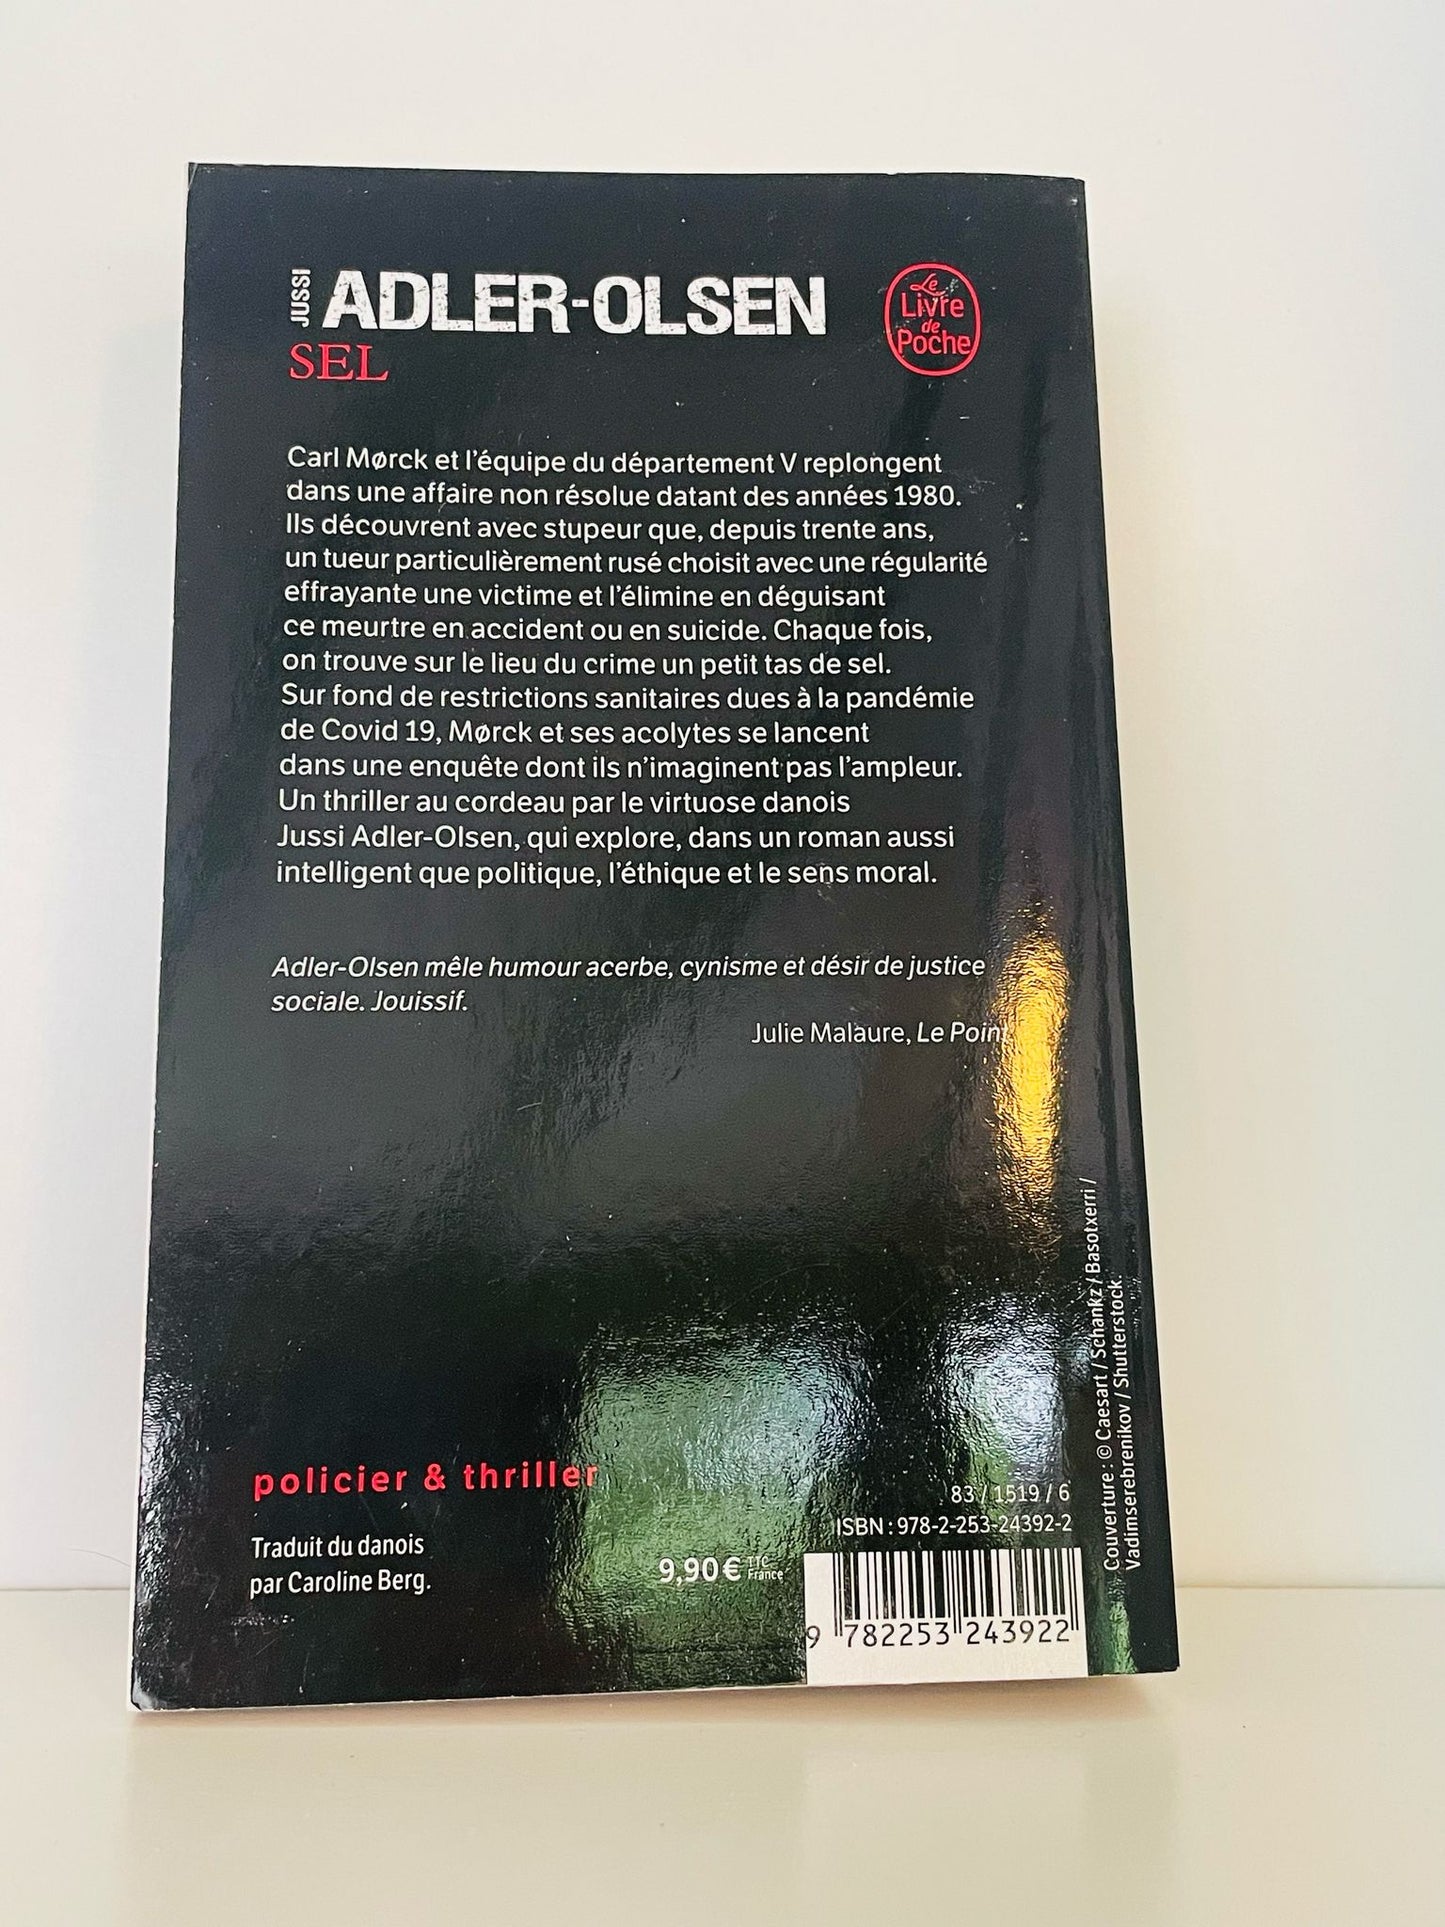 JUSSI ADLER-OLSEN
SEL
Le
Livre
de
Poche
Carl Mørck et l’équipe du département V replongent
dans une affaire non résolue datant des années 1980.
Ils découvrent avec stupeur que, depuis trente ans,
un tueur particulièrement rusé choisit avec une régularité
effrayante une victime et l’élimine en déguisant
ce meurtre en accident ou en suicide. Chaque fois,
on trouve sur le lieu du crime un petit tas de sel.
Sur fond de restrictions sanitaires dues à la pandémie
de Covid 19, Mørck et ses acolytes se lancent
dans une enquête dont ils n’imaginent pas l’ampleur.
Un thriller au cordeau par le virtuose danois
Jussi Adler-Olsen, qui explore, dans un roman aussi
intelligent que politique, l’éthique et le sens moral.
Adler-Olsen mêle humour acerbe, cynisme et désir de justice
sociale. Jouissif.
Julie Malaure, Le Point
policier & thriller
Traduit du danois
par Caroline Berg.
9,90 € TTC
France
83 / 1519 / 6
ISBN : 978-2-253-24392-2
9 782253 243922
Couverture : © Caesart / Schankz / Basotxerri /
Vadimserebrenikov / Shutterstock.